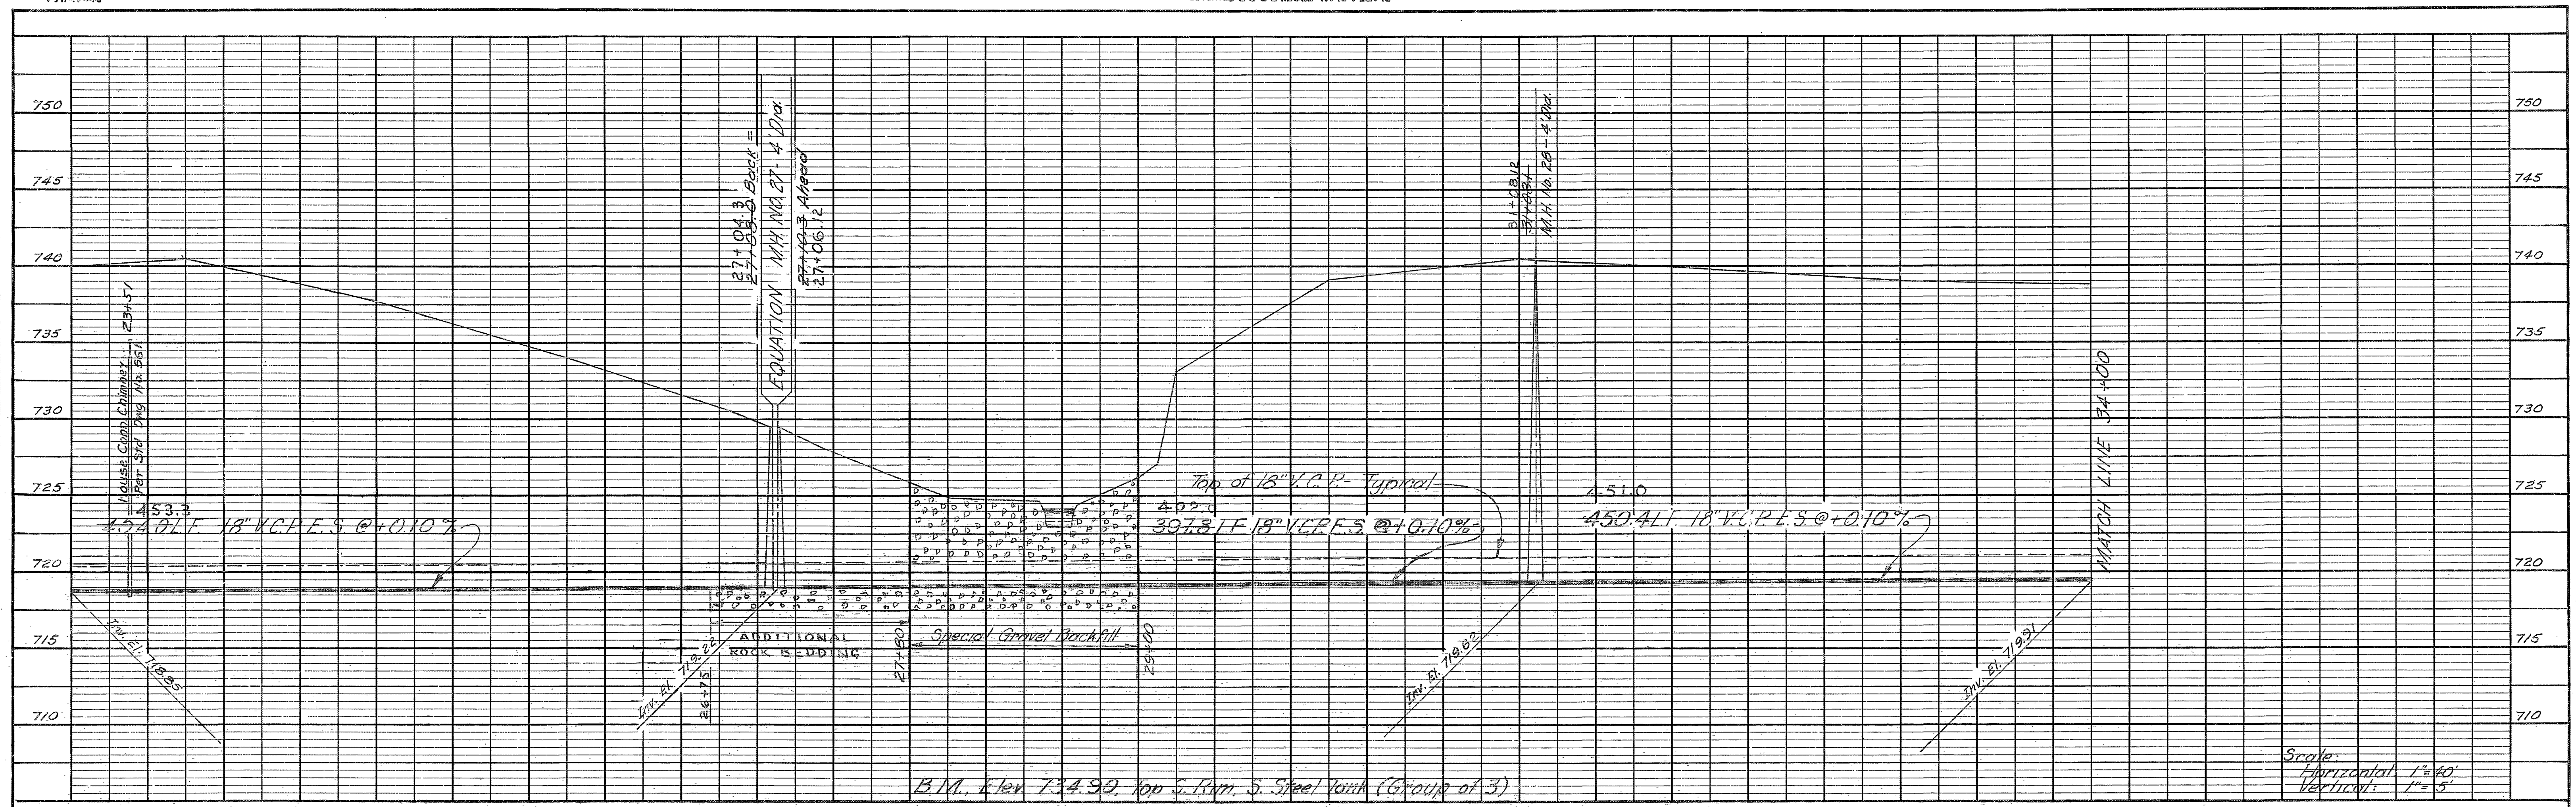 750
745
740
735
730
725
720
715
710
House Conn. Chimney 23+51
Per Std Dwg No. 561
453.3
454.0 L.F. 18" V.C.P. E.S. @ +0.10 %
Inv. El. 718.85
27+04.3
27+08.0 Back =
EQUATION M.H. NO. 27 - 4' Dia.
27+10.3 Ahead
27+06.12
Inv. El. 719.22
26+75
ADDITIONAL
ROCK BEDDING
27+80
Special Gravel Backfill
29+00
Top of 18" V.C.P. - Typical
402.0
397.8 L.F. 18" V.C.P. E.S. @ +0.10%
31+08.12
31+08.1
M.H. No. 28 - 4' Dia.
Inv. El. 719.62
451.0
450.4 L.F. 18" V.C.P. E.S. @ +0.10%
Inv. El. 719.91
MATCH LINE 34+00
750
745
740
735
730
725
720
715
710
B.M., Elev. 734.90, Top S. Rim, S. Steel Tank (Group of 3)
Scale:
Horizontal: 1"=40'
Vertical: 1"=5'